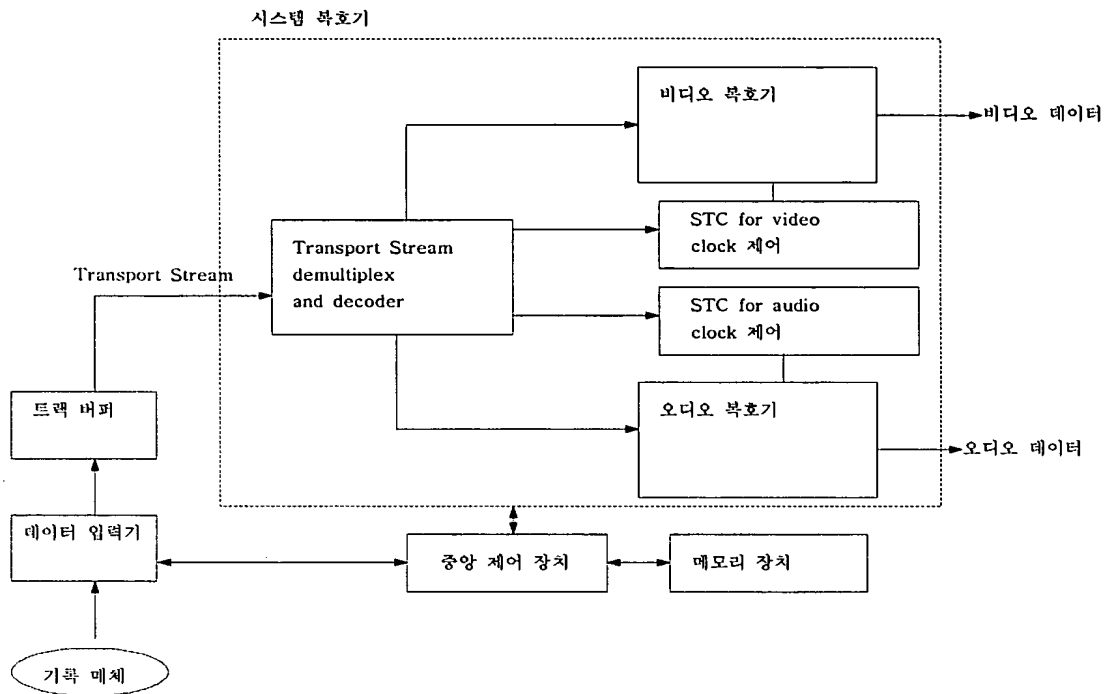 시스템 복호기
비디오 복호기
비디오 데이터
STC for video
clock 제어
Transport Stream
demultiplex
and decoder
Transport Stream
STC for audio
clock 제어
트랙 버퍼
오디오 복호기
오디오 데이터
데이터 입력기
중앙 제어 장치
메모리 장치
기록 매체